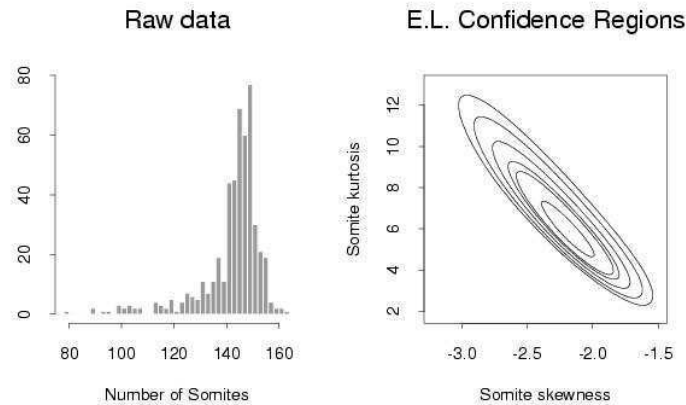 Raw data
80
60
40
20
0
80 100 120 140 160
Number of Somites
E.L. Confidence Regions
Somite kurtosis
12
10
8
6
4
2
-3.0 -2.5 -2.0 -1.5
Somite skewness